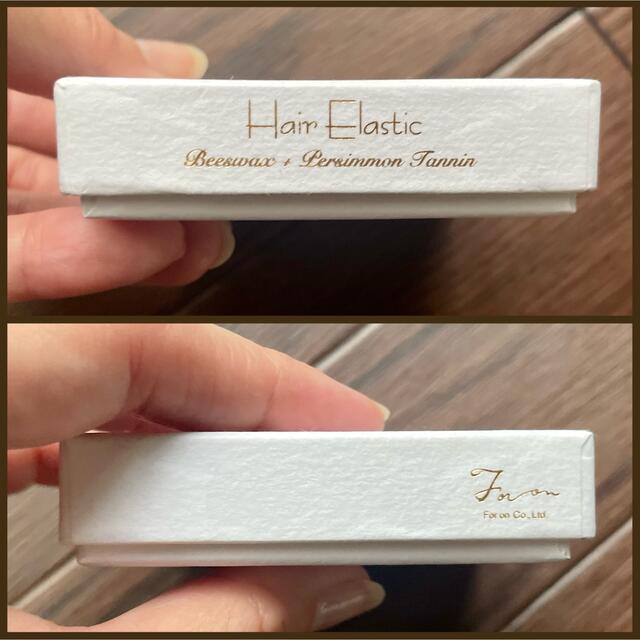 Hair Elastic
Beeswax + Persimmon Tannin
For on
For on Co., Ltd.